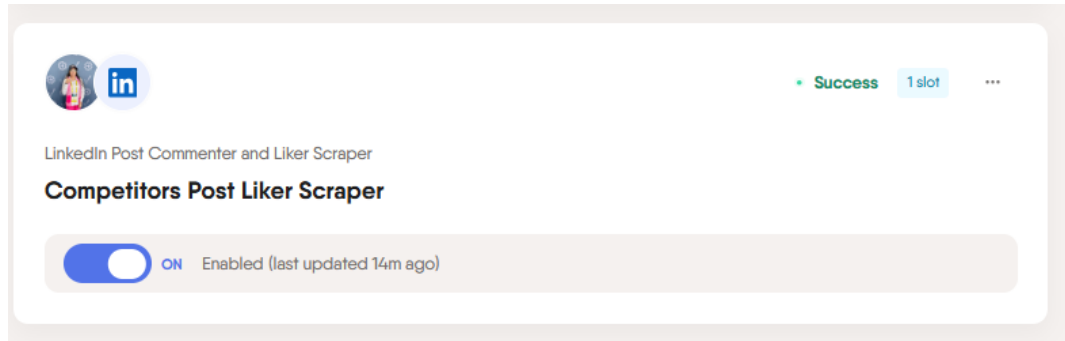 in
Success 1 slot ...
LinkedIn Post Commenter and Liker Scraper
Competitors Post Liker Scraper
ON Enabled (last updated 14m ago)